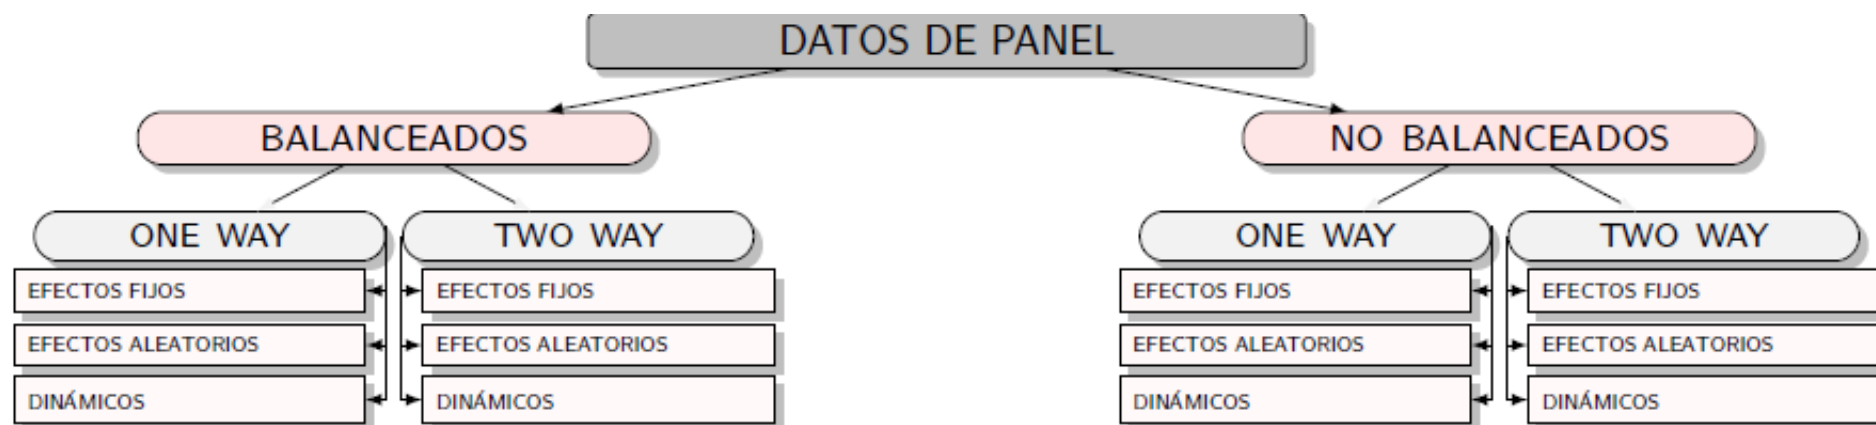 DATOS DE PANEL
BALANCEADOS
NO BALANCEADOS
ONE WAY
TWO WAY
ONE WAY
TWO WAY
EFECTOS FIJOS
EFECTOS FIJOS
EFECTOS FIJOS
EFECTOS FIJOS
EFECTOS ALEATORIOS
EFECTOS ALEATORIOS
EFECTOS ALEATORIOS
EFECTOS ALEATORIOS
DINÁMICOS
DINÁMICOS
DINÁMICOS
DINÁMICOS